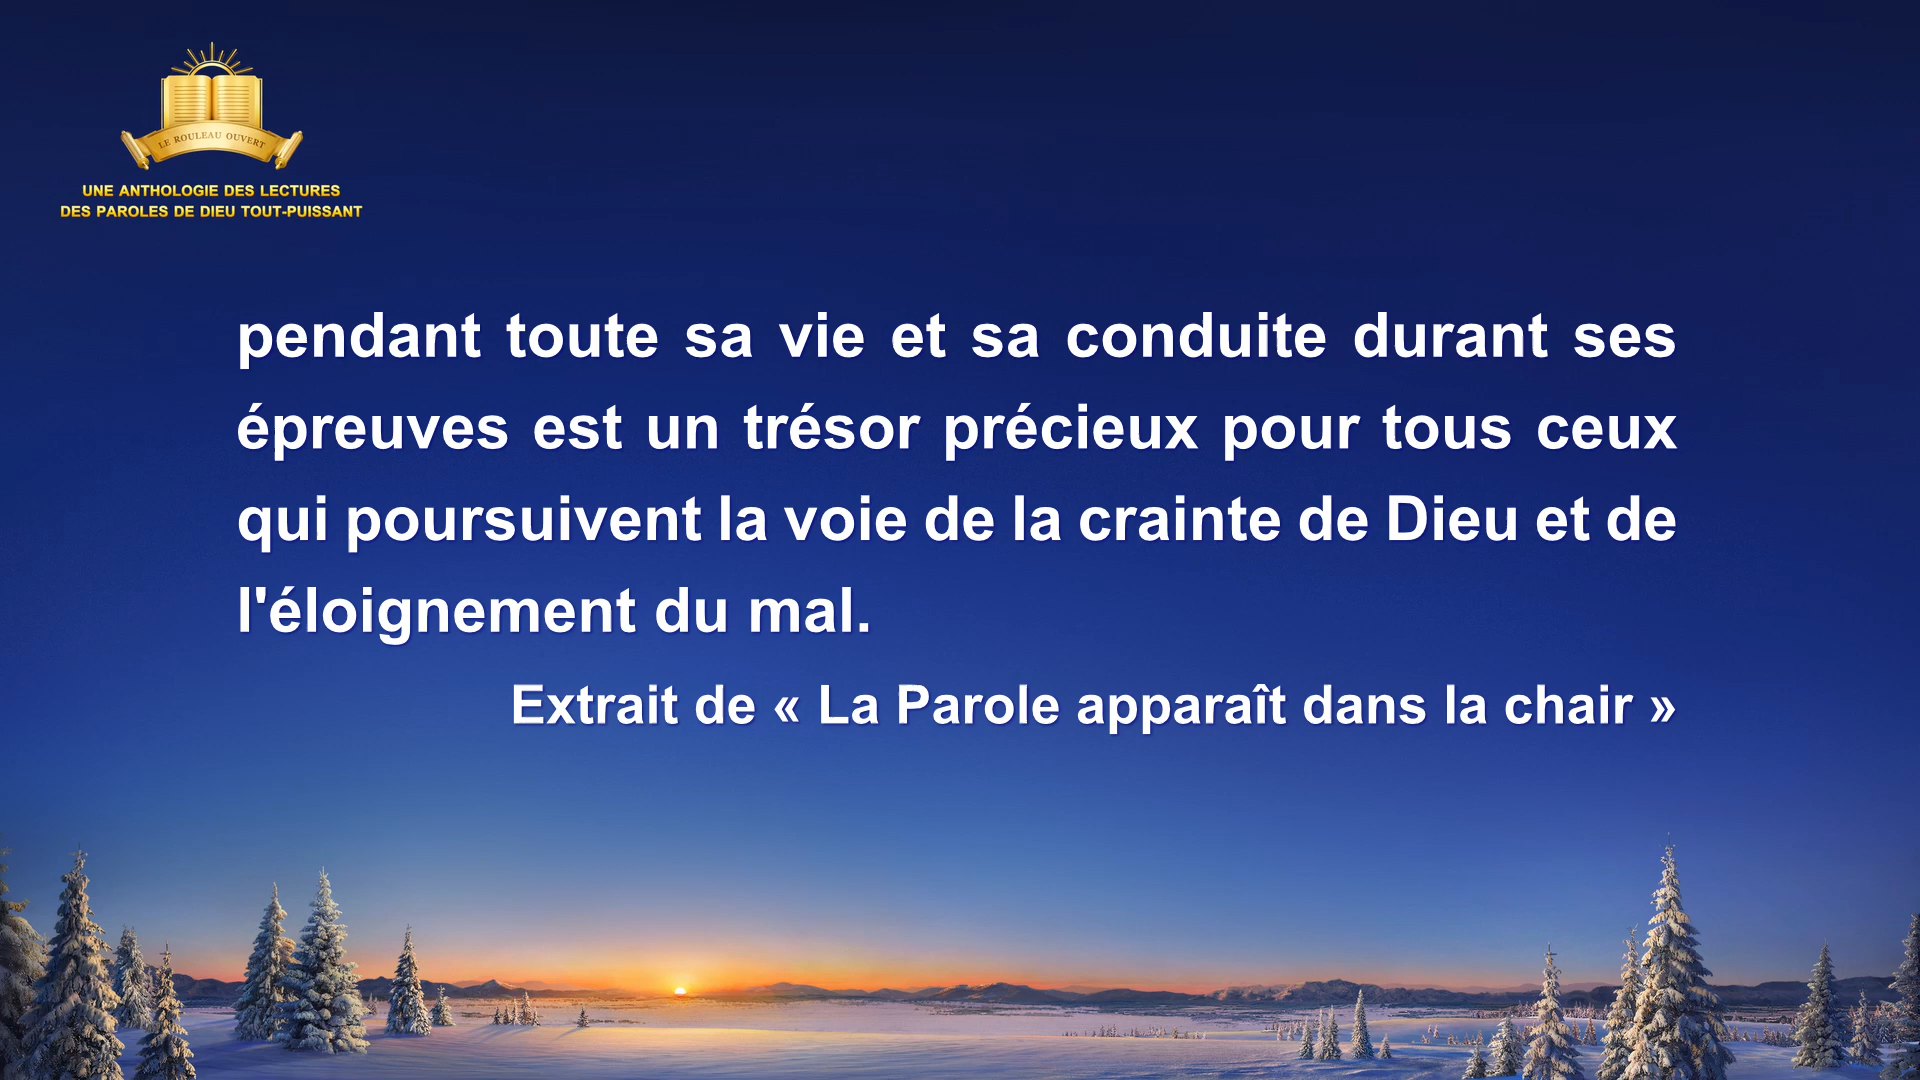 LE ROULEAU OUVERT
UNE ANTHOLOGIE DES LECTURES
DES PAROLES DE DIEU TOUT-PUISSANT
pendant toute sa vie et sa conduite durant ses
épreuves est un trésor précieux pour tous ceux
qui poursuivent la voie de la crainte de Dieu et de
l'éloignement du mal.
Extrait de « La Parole apparaît dans la chair »